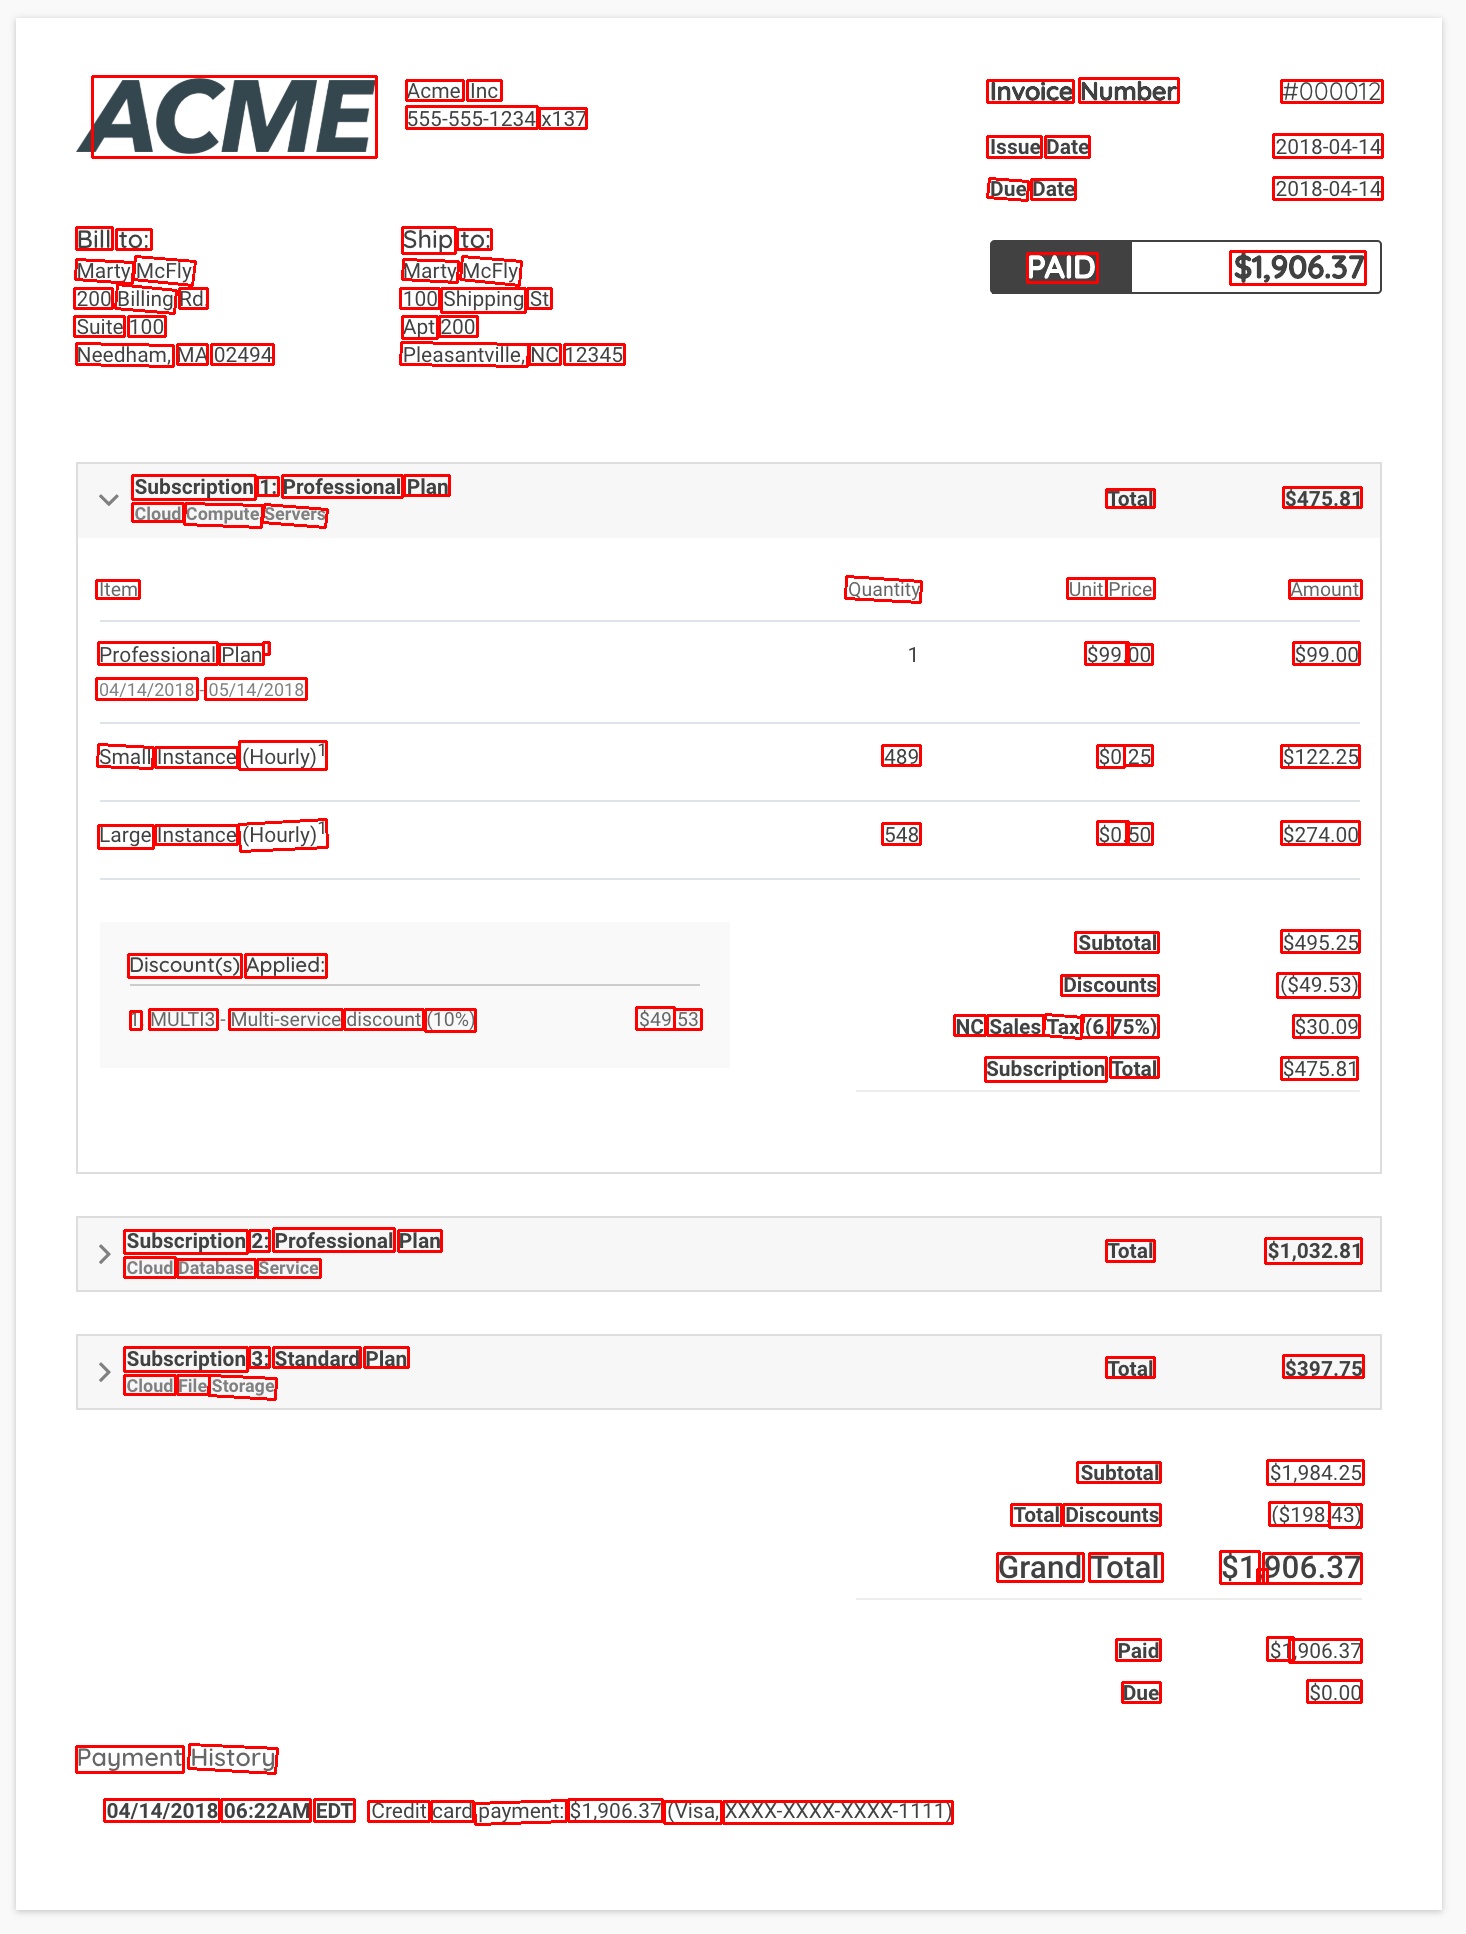 ACME
Acme Inc
555-555-1234 x137
Invoice Number #000012
Issue Date 2018-04-14
Due Date 2018-04-14
PAID $1,906.37
Bill to:
Marty McFly
200 Billing Rd.
Suite 100
Needham, MA 02494
Ship to:
Marty McFly
100 Shipping St
Apt 200
Pleasantville, NC 12345
Subscription 1: Professional Plan
Cloud Compute Servers
Total $475.81
Item Quantity Unit Price Amount
Professional Plan 1 $99.00 $99.00
04/14/2018 - 05/14/2018
Small Instance (Hourly)¹ 489 $0.25 $122.25
Large Instance (Hourly)¹ 548 $0.50 $274.00
Discount(s) Applied:
1 MULTI3 - Multi-service discount (10%) $49.53
Subtotal $495.25
Discounts ($49.53)
NC Sales Tax (6.75%) $30.09
Subscription Total $475.81
Subscription 2: Professional Plan
Cloud Database Service
Total $1,032.81
Subscription 3: Standard Plan
Cloud File Storage
Total $397.75
Subtotal $1,984.25
Total Discounts ($198.43)
Grand Total $1,906.37
Paid $1,906.37
Due $0.00
Payment History
04/14/2018 06:22AM EDT Credit card payment: $1,906.37 (Visa, XXXX-XXXX-XXXX-1111)